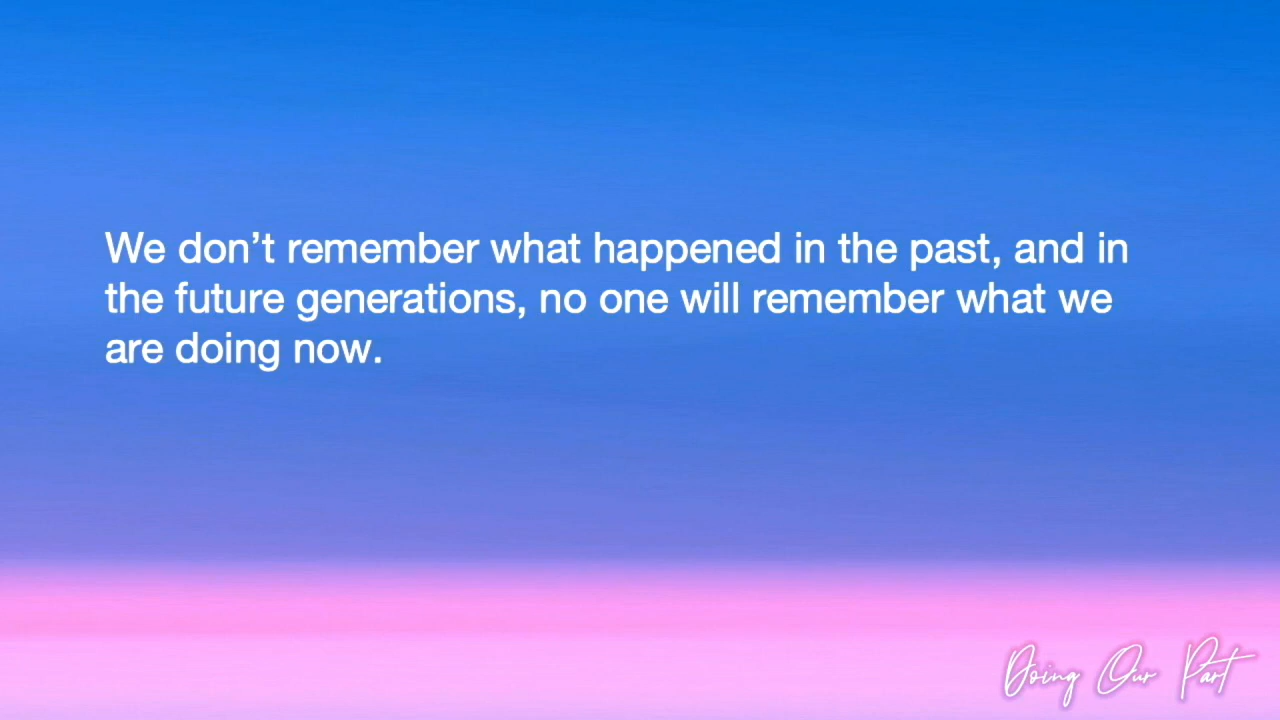 We don’t remember what happened in the past, and in
the future generations, no one will remember what we
are doing now.
Doing Our Part